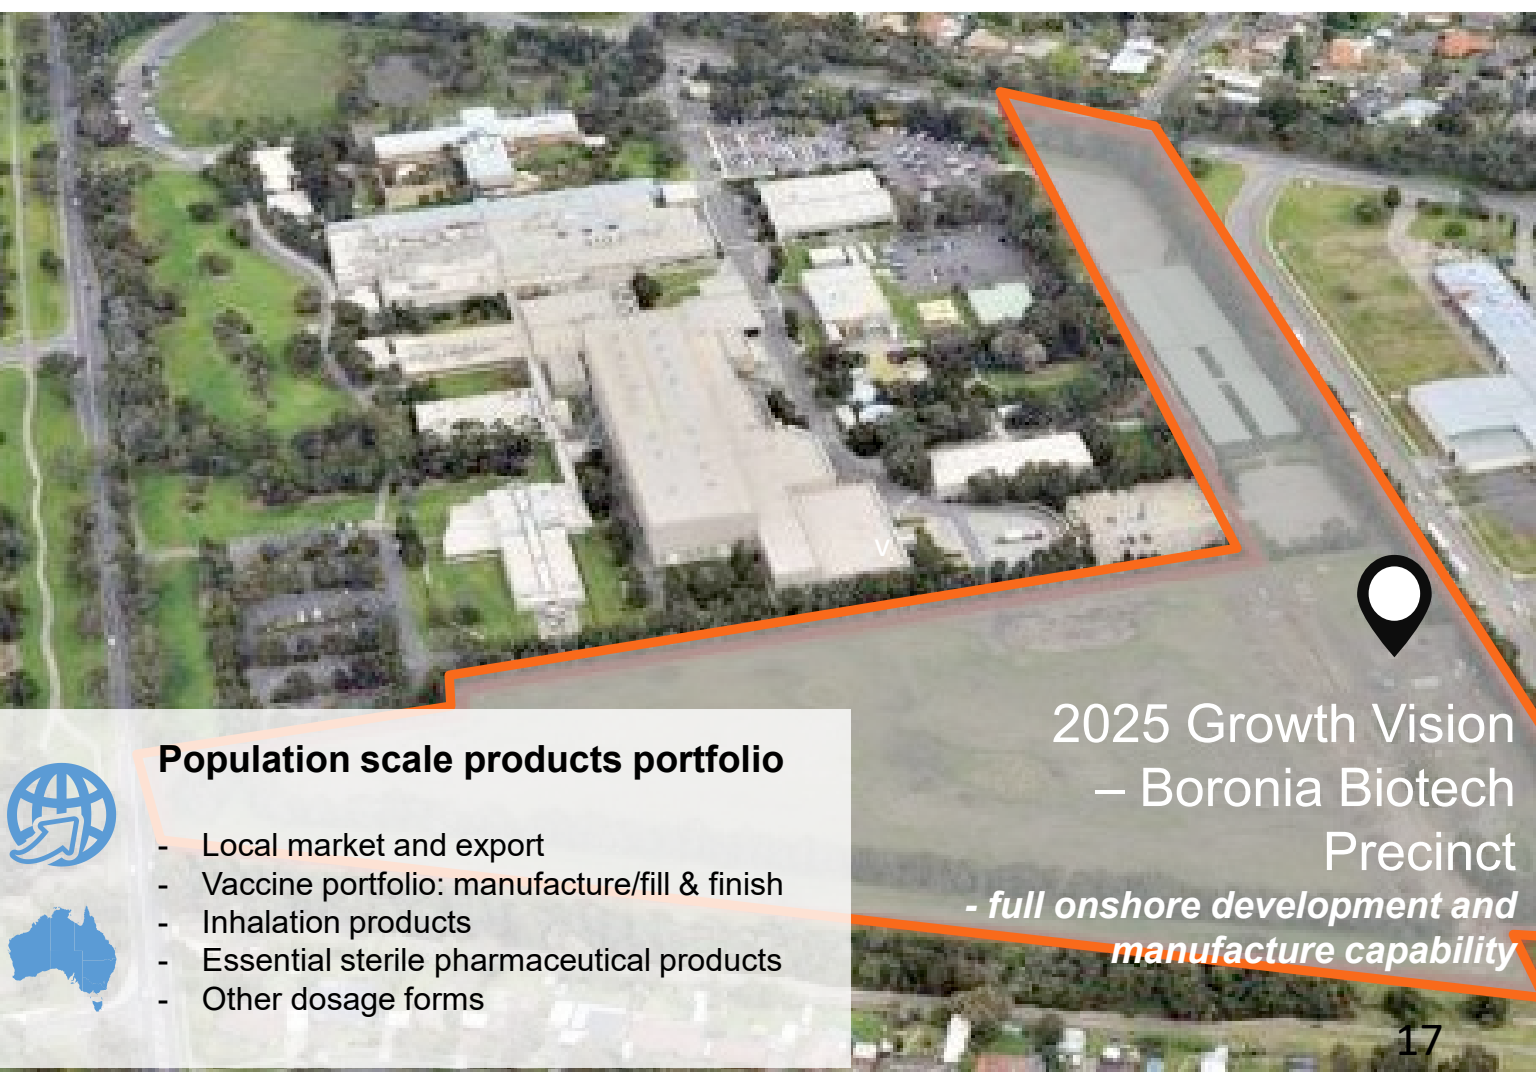 v
2025 Growth Vision
– Boronia Biotech
Precinct
- full onshore development and
manufacture capability
Population scale products portfolio
- Local market and export
- Vaccine portfolio: manufacture/fill & finish
- Inhalation products
- Essential sterile pharmaceutical products
- Other dosage forms
17